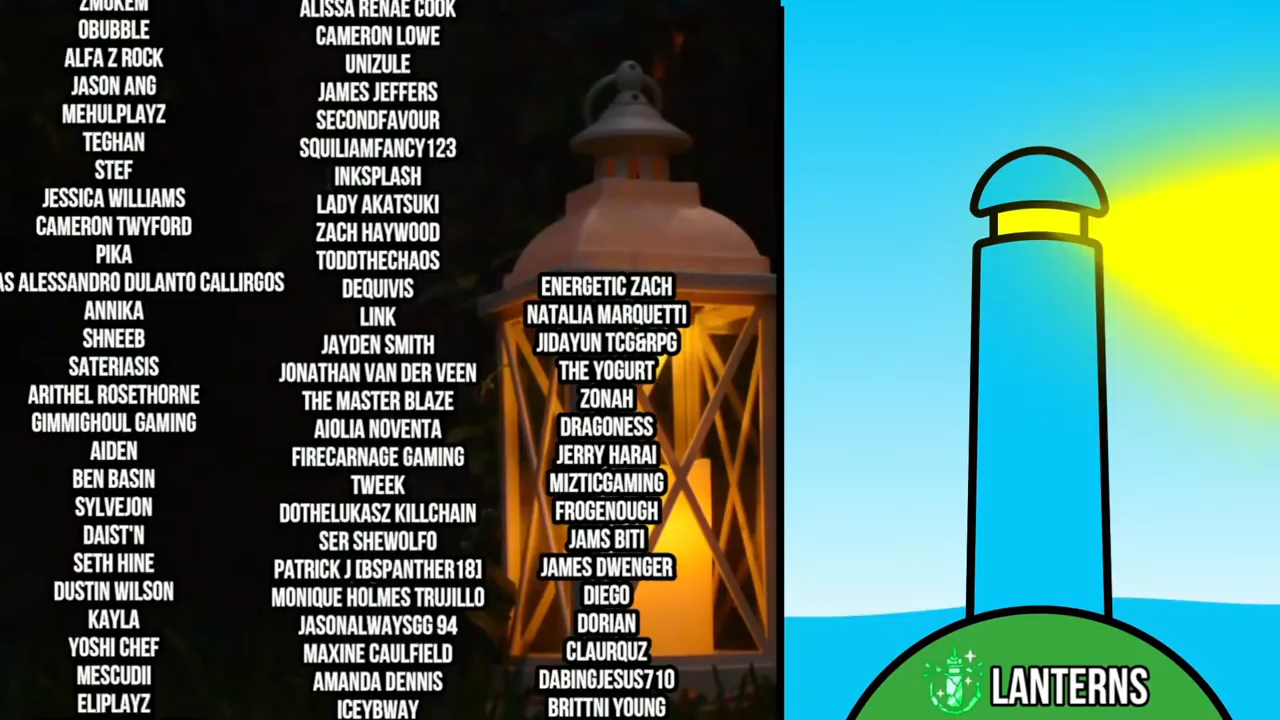 ZMUKEM
OBUBBLE
ALFA Z ROCK
JASON ANG
MEHULPLAYZ
TEGHAN
STEF
JESSICA WILLIAMS
CAMERON TWYFORD
PIKA
AS ALESSANDRO DULANTO CALLIRGOS
ANNIKA
SHNEEB
SATERIASIS
ARITHEL ROSETHORNE
GIMMIGHOUL GAMING
AIDEN
BEN BASIN
SYLVEJON
DAIST'N
SETH HINE
DUSTIN WILSON
KAYLA
YOSHI CHEF
MESCUDII
ELIPLAYZ
ALISSA RENAE COOK
CAMERON LOWE
UNIZULE
JAMES JEFFERS
SECONDFAVOUR
SQUILIAMFANCY123
INKSPLASH
LADY AKATSUKI
ZACH HAYWOOD
TODDTHECHAOS
DEQUIVIS
LINK
JAYDEN SMITH
JONATHAN VAN DER VEEN
THE MASTER BLAZE
AIOLIA NOVENTA
FIRECARNAGE GAMING
TWEEK
DOTHELUKASZ KILLCHAIN
SER SHEWOLFO
PATRICK J [BSPANTHER18]
MONIQUE HOLMES TRUJILLO
JASONALWAYSGG 94
MAXINE CAULFIELD
AMANDA DENNIS
ICEYBWAY
ENERGETIC ZACH
NATALIA MARQUETTI
JIDAYUN TCG&RPG
THE YOGURT
ZONAH
DRAGONESS
JERRY HARAI
MIZTICGAMING
FROGENOUGH
JAMS BITI
JAMES DWENGER
DIEGO
DORIAN
CLAURQUZ
DABINGJESUS710
BRITTNI YOUNG
LANTERNS